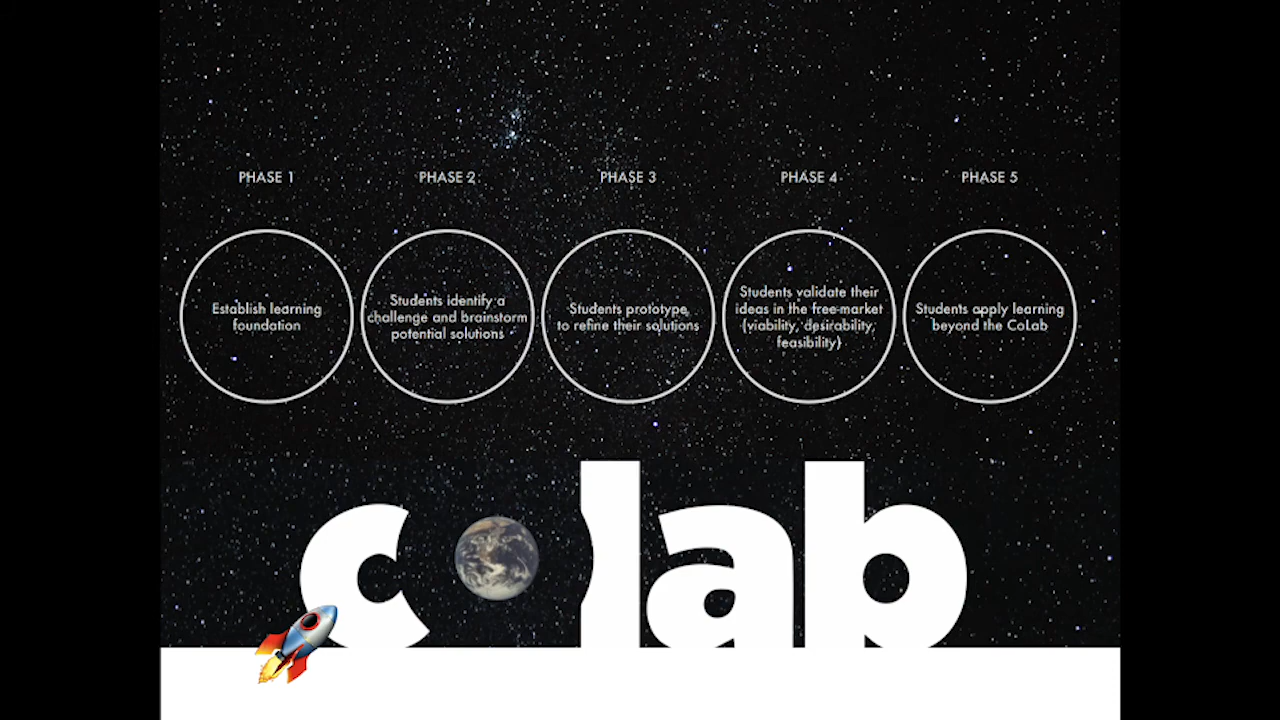 PHASE 1
Establish learning
foundation
PHASE 2
Students identify a
challenge and brainstorm
potential solutions
PHASE 3
Students prototype
to refine their solutions
PHASE 4
Students validate their
ideas in the free-market
(viability, desirability,
feasibility)
PHASE 5
Students apply learning
beyond the CoLab
colab